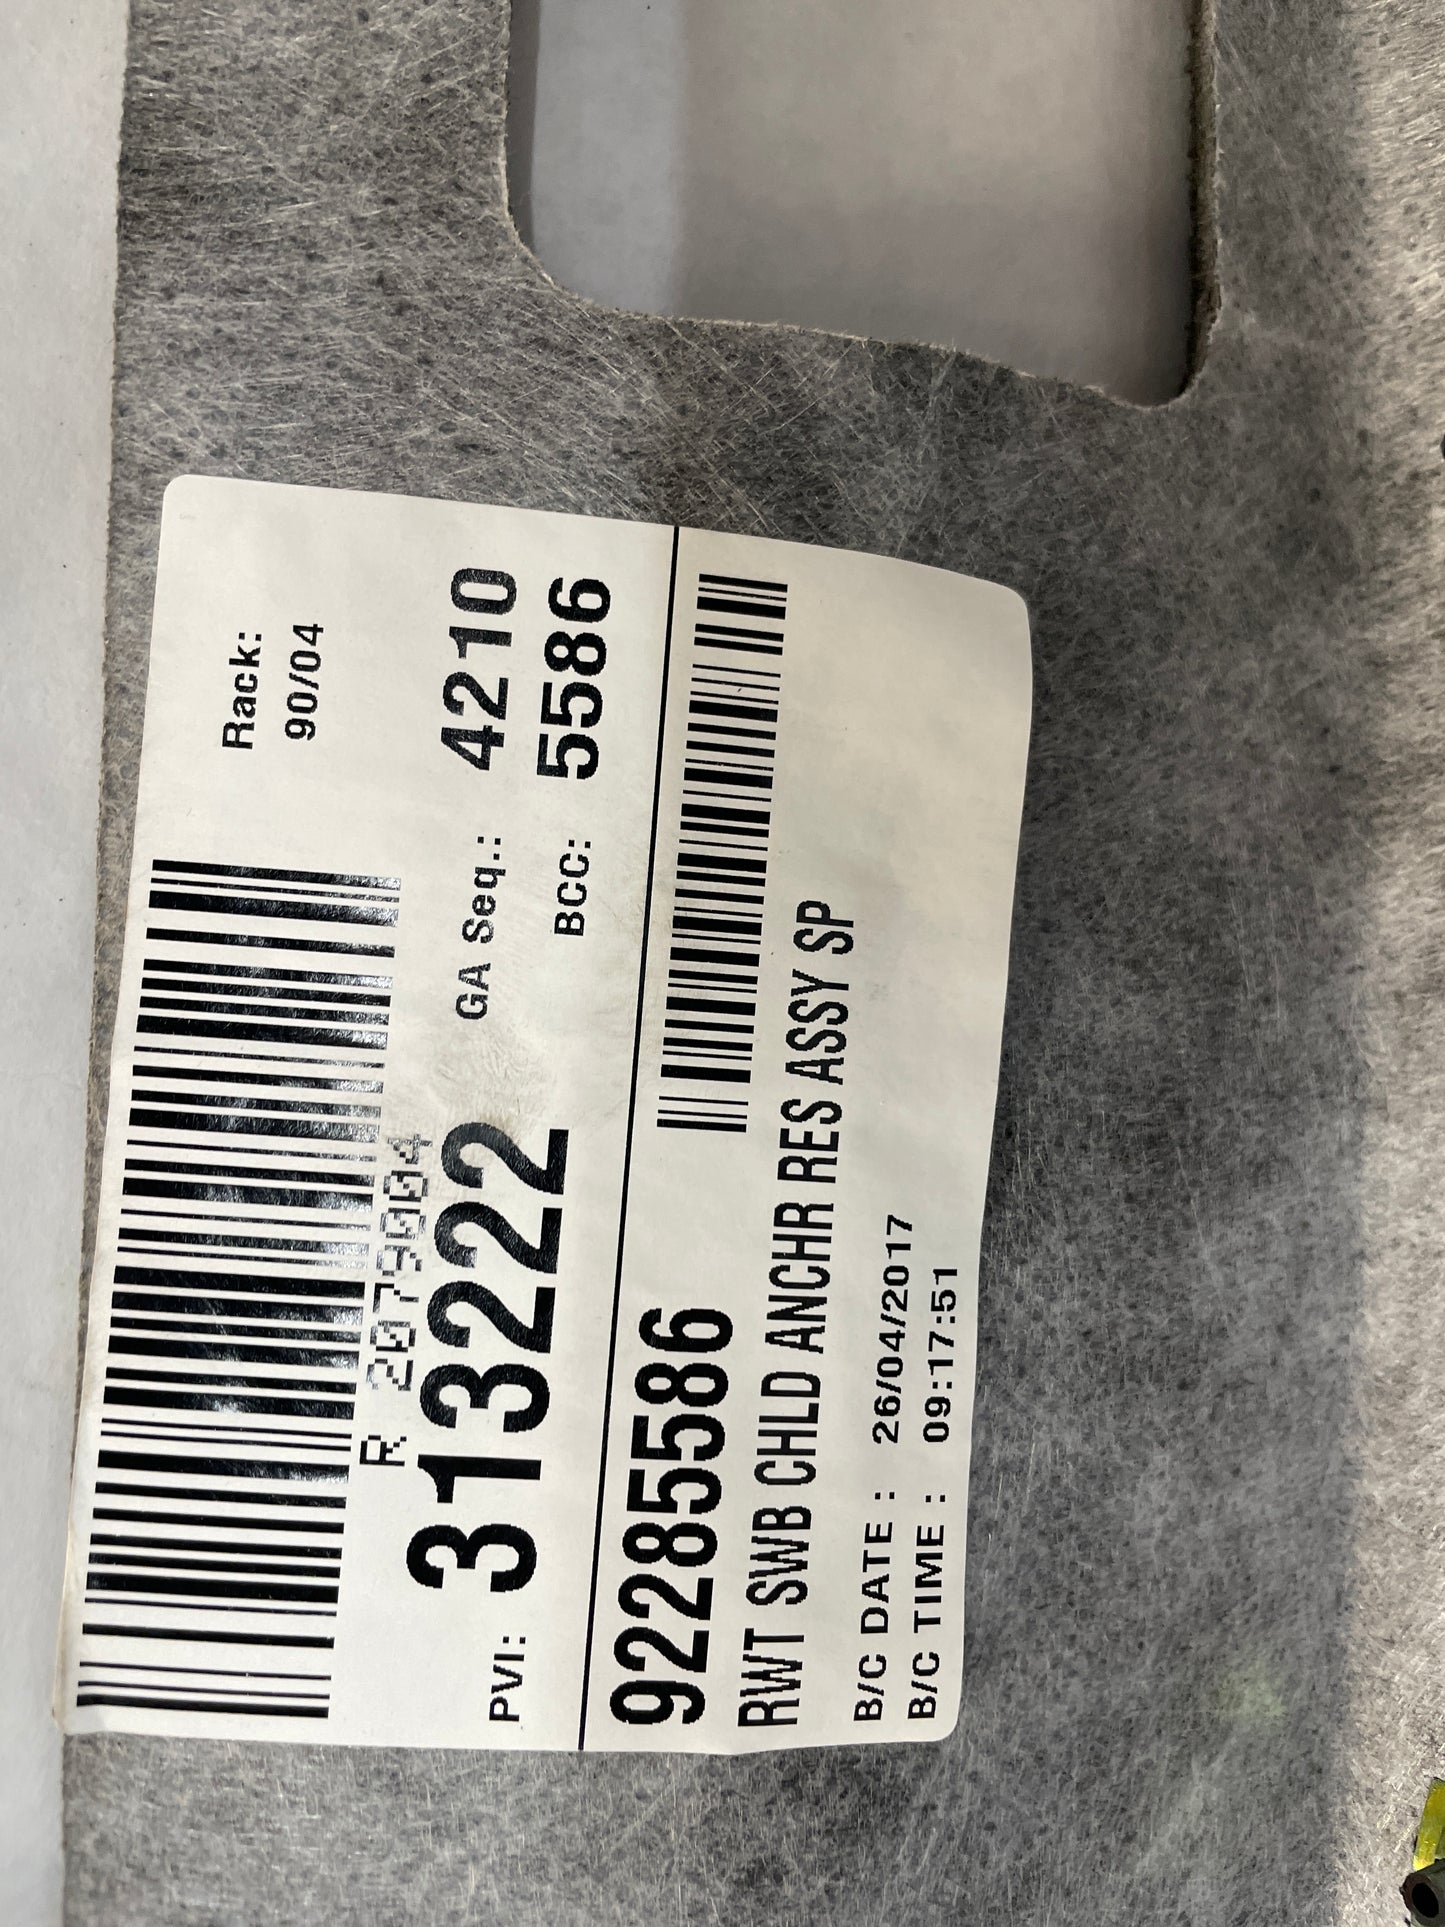 Rack:
90/04
R 20790004
PVI: 313222
GA Seq.: 4210
BCC: 5586
92285586
RWT SWB CHLD ANCHR RES ASSY SP
B/C DATE : 26/04/2017
B/C TIME : 09:17:51